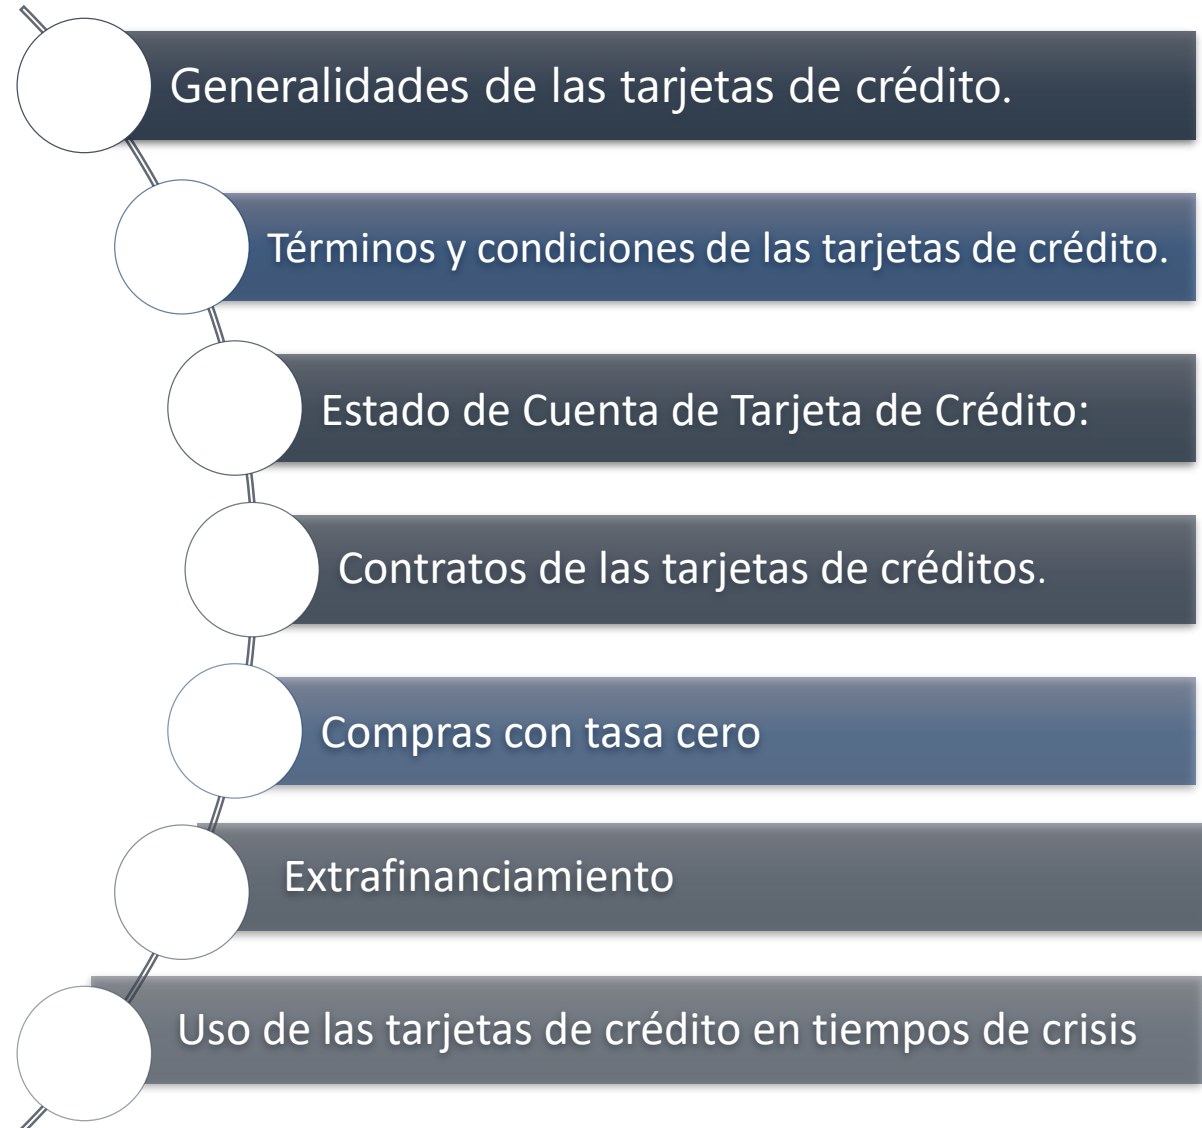 Generalidades de las tarjetas de crédito.
Términos y condiciones de las tarjetas de crédito.
Estado de Cuenta de Tarjeta de Crédito:
Contratos de las tarjetas de créditos.
Compras con tasa cero
Extrafinanciamiento
Uso de las tarjetas de crédito en tiempos de crisis